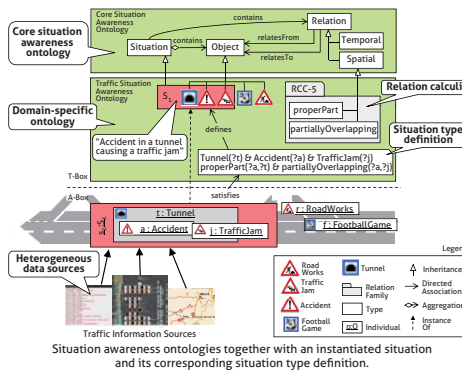 Core Situation
Awareness
Ontology
contains
Relation
Core situation
awareness
ontology
Situation
contains
Object
relatesFrom
relatesTo
Temporal
Spatial
Traffic Situation
Awareness
Ontology
S₁
RCC-5
Relation calculi
properPart
partiallyOverlapping
Domain-specific
ontology
defines
Situation type
definition
"Accident in a tunnel
causing a traffic jam"
Tunnel(?t) & Accident(?a) & TrafficJam(?j)
properPart(?a,?t) & partiallyOverlapping(?a,?j)
T-Box
A-Box
satisfies
t : Tunnel
r : RoadWorks
a : Accident
j : TrafficJam
f : FootballGame
Heterogeneous
data sources
Traffic Information Sources
Legen
Road
Works
Traffic
Jam
Accident
Football
Game
Tunnel
Relation
Family
Type
o:O
Individual
Inheritance
Directed
Associatio
Aggregatio
Instance
Of
Situation awareness ontologies together with an instantiated situation
and its corresponding situation type definition.